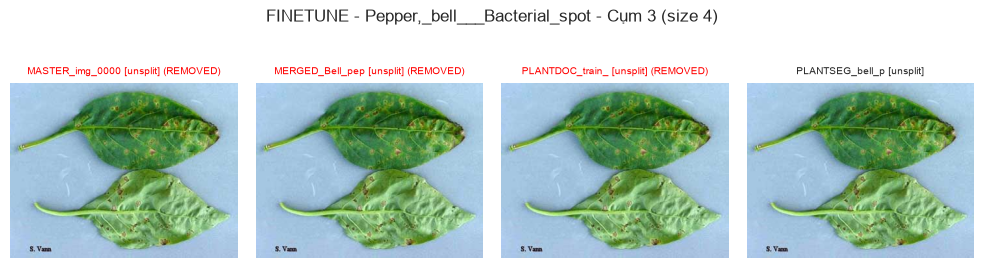 FINETUNE - Pepper,_bell___Bacterial_spot - Cụm 3 (size 4)
MASTER_img_0000 [unsplit] (REMOVED)
MERGED_Bell_pep [unsplit] (REMOVED)
PLANTDOC_train_ [unsplit] (REMOVED)
PLANTSEG_bell_p [unsplit]
S. Vann
S. Vann
S. Vann
S. Vann